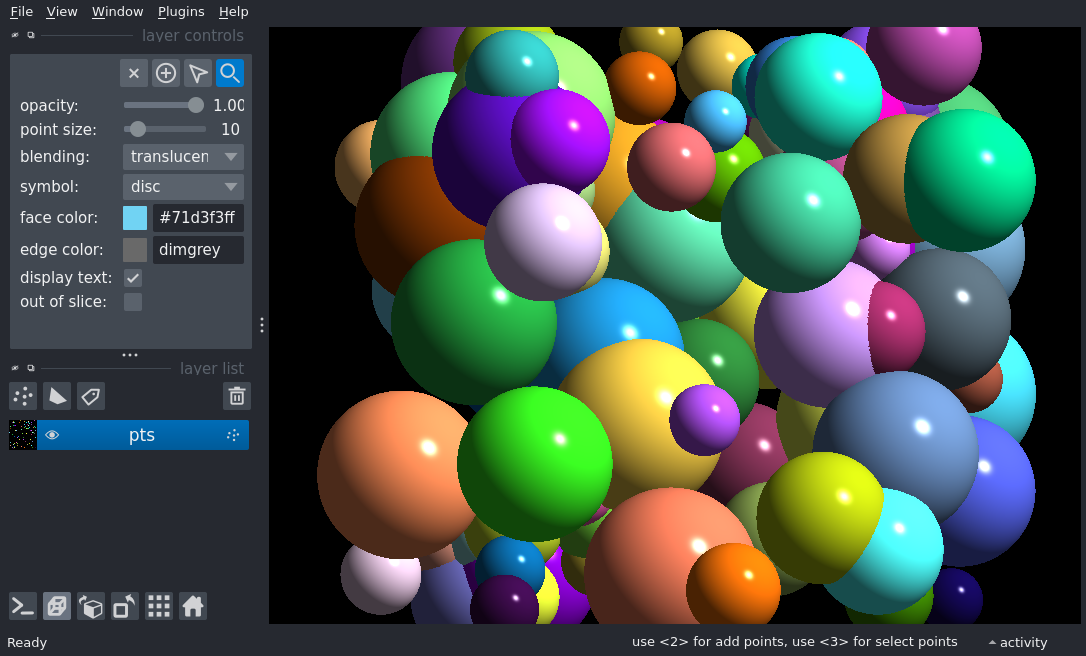 File View Window Plugins Help
layer controls
opacity: 1.00
point size: 10
blending: translucen
symbol: disc
face color: #71d3f3ff
edge color: dimgrey
display text:
out of slice:
layer list
pts
Ready use <2> for add points, use <3> for select points activity